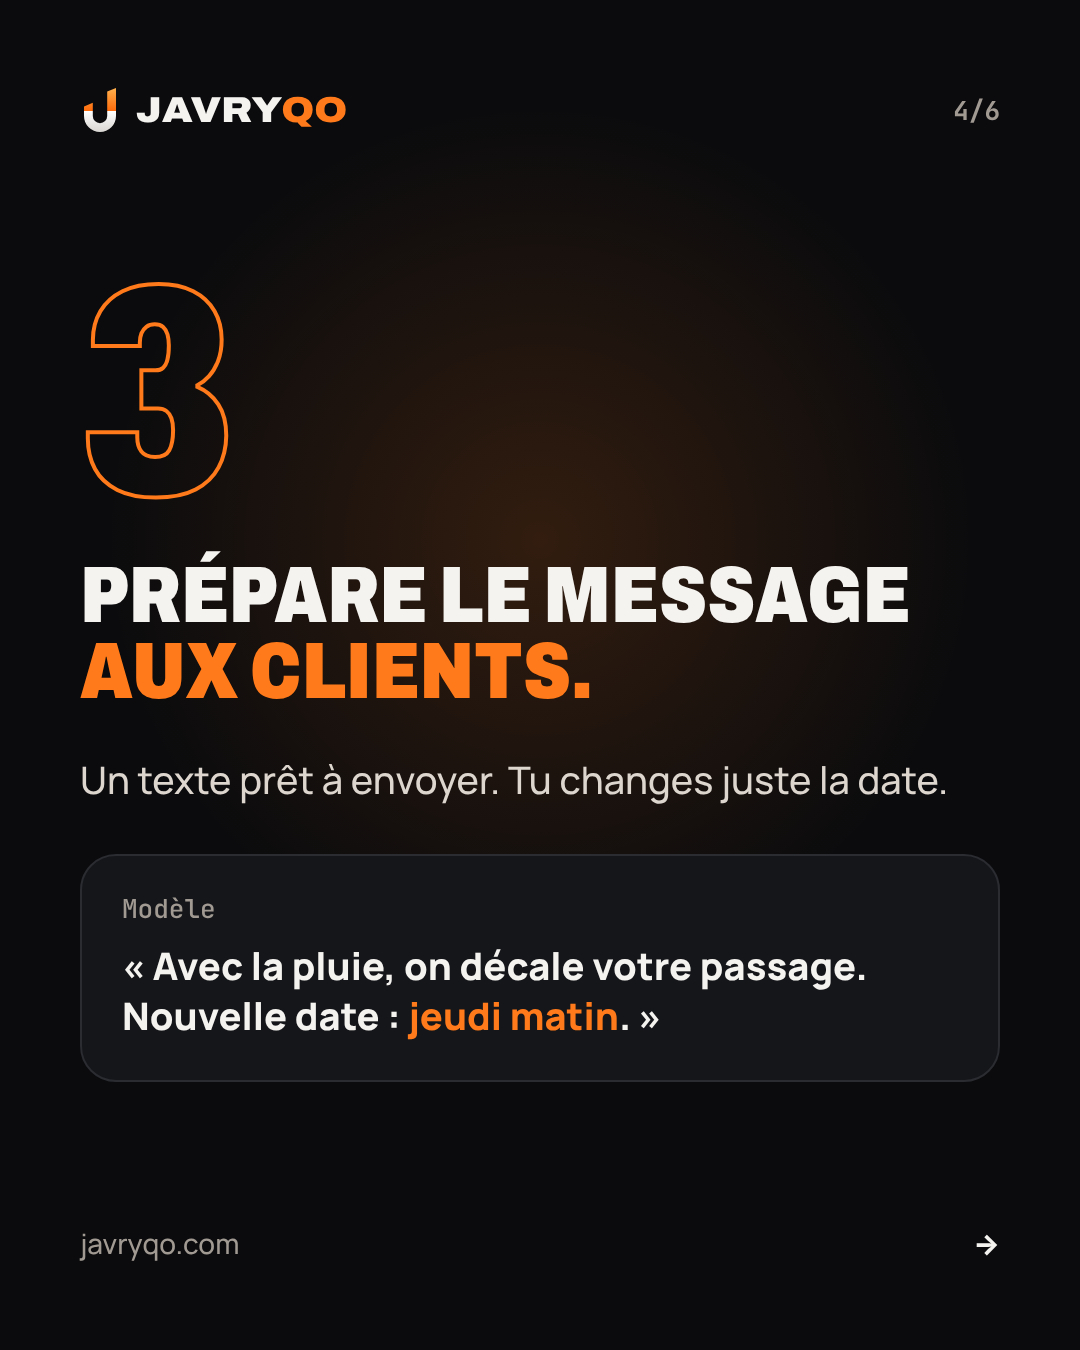 JAVRYQO
4/6
3
PRÉPARE LE MESSAGE
AUX CLIENTS.
Un texte prêt à envoyer. Tu changes juste la date.
Modèle
« Avec la pluie, on décale votre passage.
Nouvelle date : jeudi matin. »
javryqo.com
→